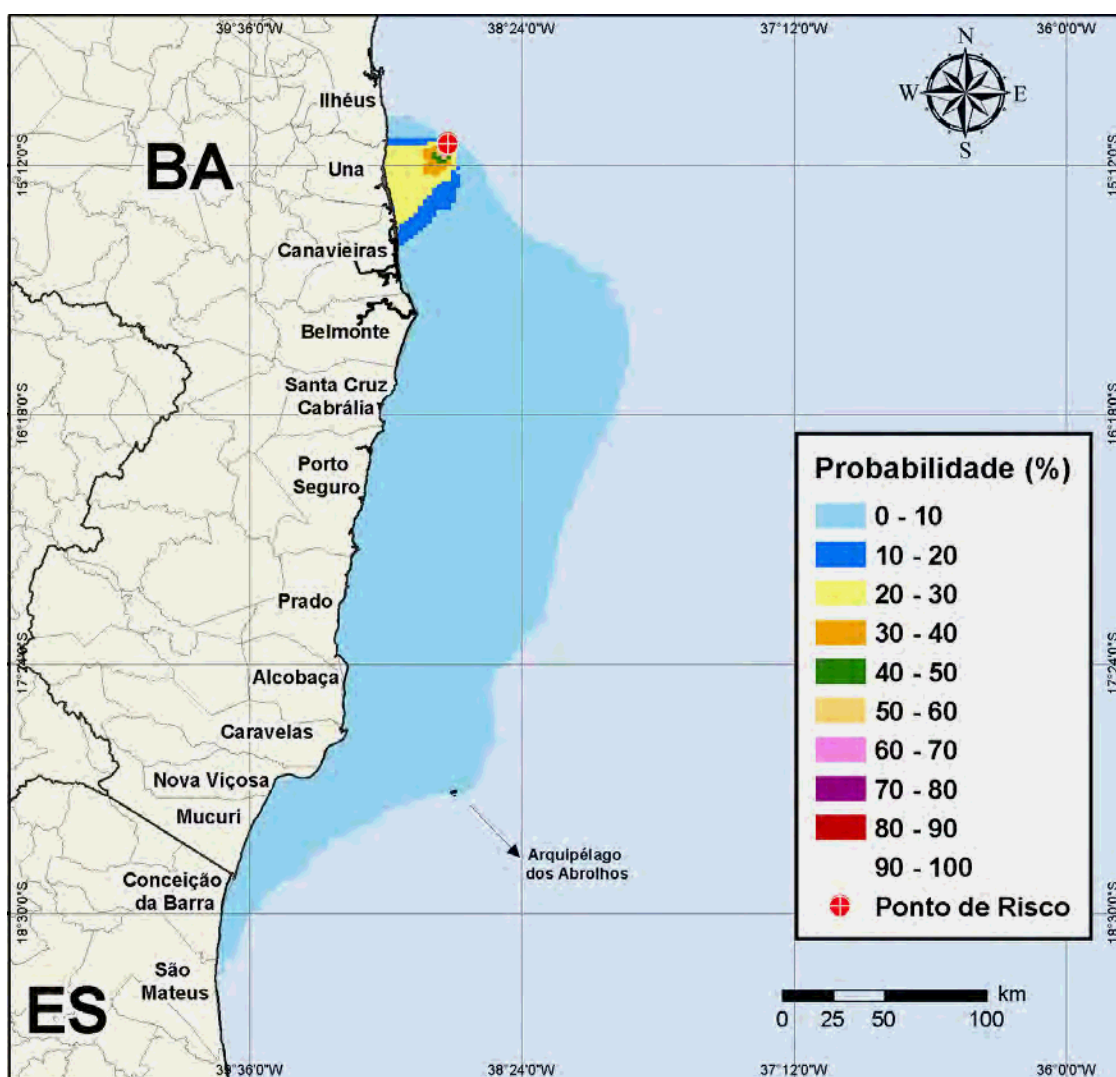 39°36'0"W
38°24'0"W
37°12'0"W
36°0'0"W
N
W
E
S
Ilhéus
BA
Una
15°12'0"S
15°12'0"S
Canavieiras
Belmonte
Santa Cruz
Cabrália
16°18'0"S
16°18'0"S
Porto
Seguro
Prado
17°24'0"S
17°24'0"S
Alcobaça
Caravelas
Nova Viçosa
Mucuri
Arquipélago
dos Abrolhos
Conceição
da Barra
18°30'0"S
18°30'0"S
São
Mateus
ES
Probabilidade (%)
0 - 10
10 - 20
20 - 30
30 - 40
40 - 50
50 - 60
60 - 70
70 - 80
80 - 90
90 - 100
Ponto de Risco
km
0 25 50 100
39°36'0"W
38°24'0"W
37°12'0"W
36°0'0"W